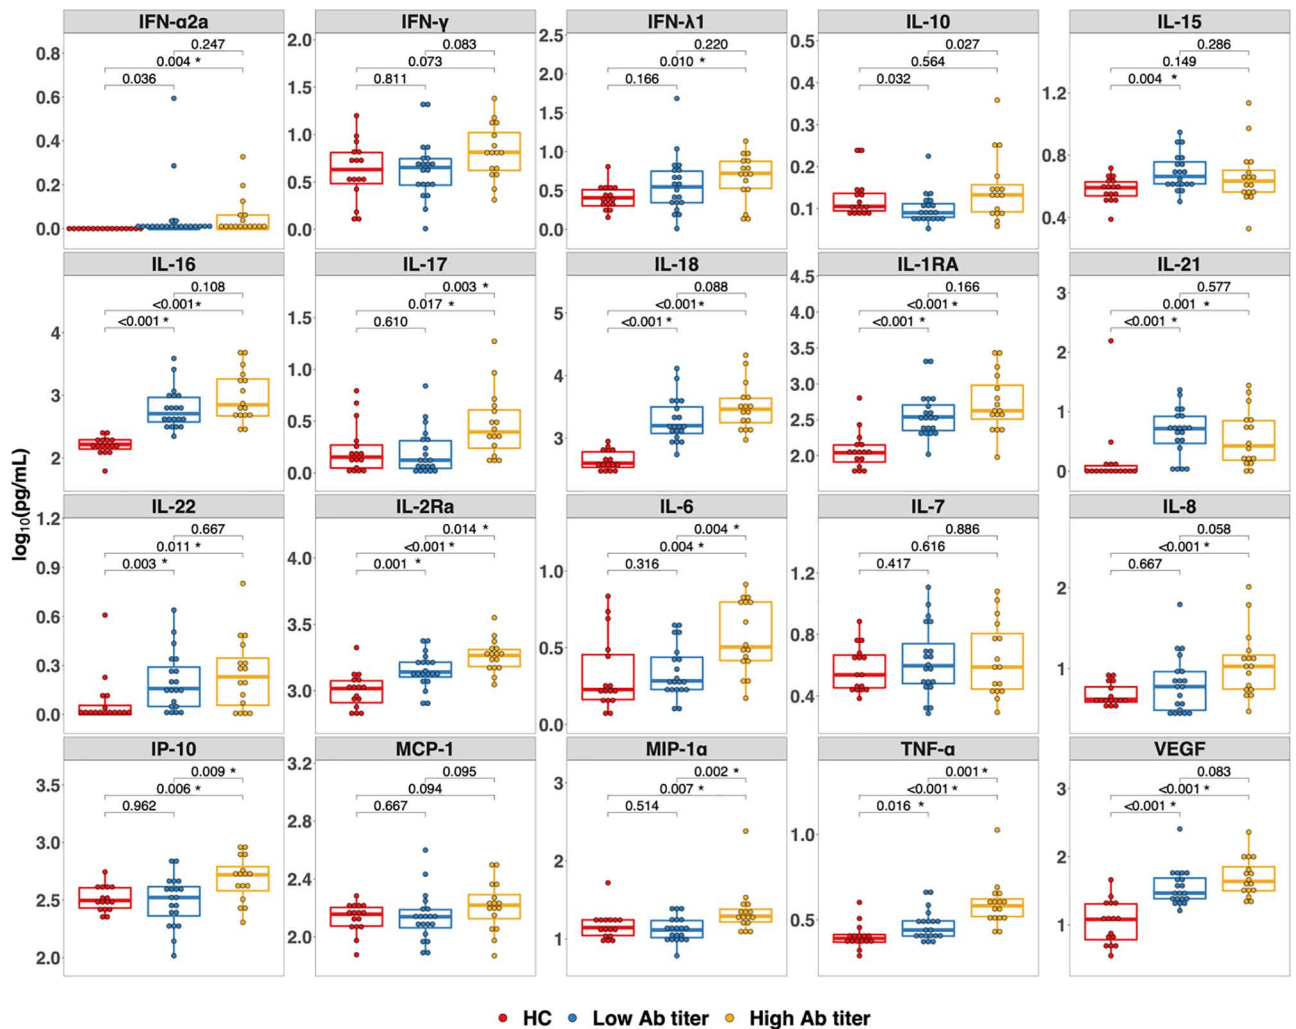 IFN-α2a IFN-γ IFN-λ1 IL-10 IL-15
0.8 0.6 0.4 0.2 0.0
0.247
0.004 *
0.036
2.0 1.5 1.0 0.5 0.0
0.083
0.073
0.811
2.5 2.0 1.5 1.0 0.5 0.0
0.220
0.010 *
0.166
0.5 0.4 0.3 0.2 0.1
0.027
0.564
0.032
1.2 0.8 0.4
0.286
0.149
0.004 *
IL-16 IL-17 IL-18 IL-1RA IL-21
4 3 2
0.108
<0.001*
<0.001 *
1.5 1.0 0.5 0.0
0.003 *
0.017 *
0.610
5 4 3
0.088
<0.001*
<0.001 *
4.5 4.0 3.5 3.0 2.5 2.0
0.166
<0.001 *
<0.001 *
3 2 1 0
0.577
0.001 *
<0.001 *
log10(pg/mL)
IL-22 IL-2Ra IL-6 IL-7 IL-8
1.2 0.9 0.6 0.3 0.0
0.667
0.011 *
0.003 *
4.0 3.5 3.0
0.014 *
<0.001 *
0.001 *
1.0 0.5 0.0
0.004 *
0.004 *
0.316
1.2 0.8 0.4
0.886
0.616
0.417
2 1
0.058
<0.001 *
0.667
IP-10 MCP-1 MIP-1α TNF-α VEGF
3.5 3.0 2.5 2.0
0.009 *
0.006 *
0.962
3.2 2.8 2.4 2.0
0.095
0.094
0.667
3 2 1
0.002 *
0.007 *
0.514
1.0 0.5
0.001 *
<0.001 *
0.016 *
3 2 1
0.083
<0.001 *
<0.001 *
HC Low Ab titer High Ab titer